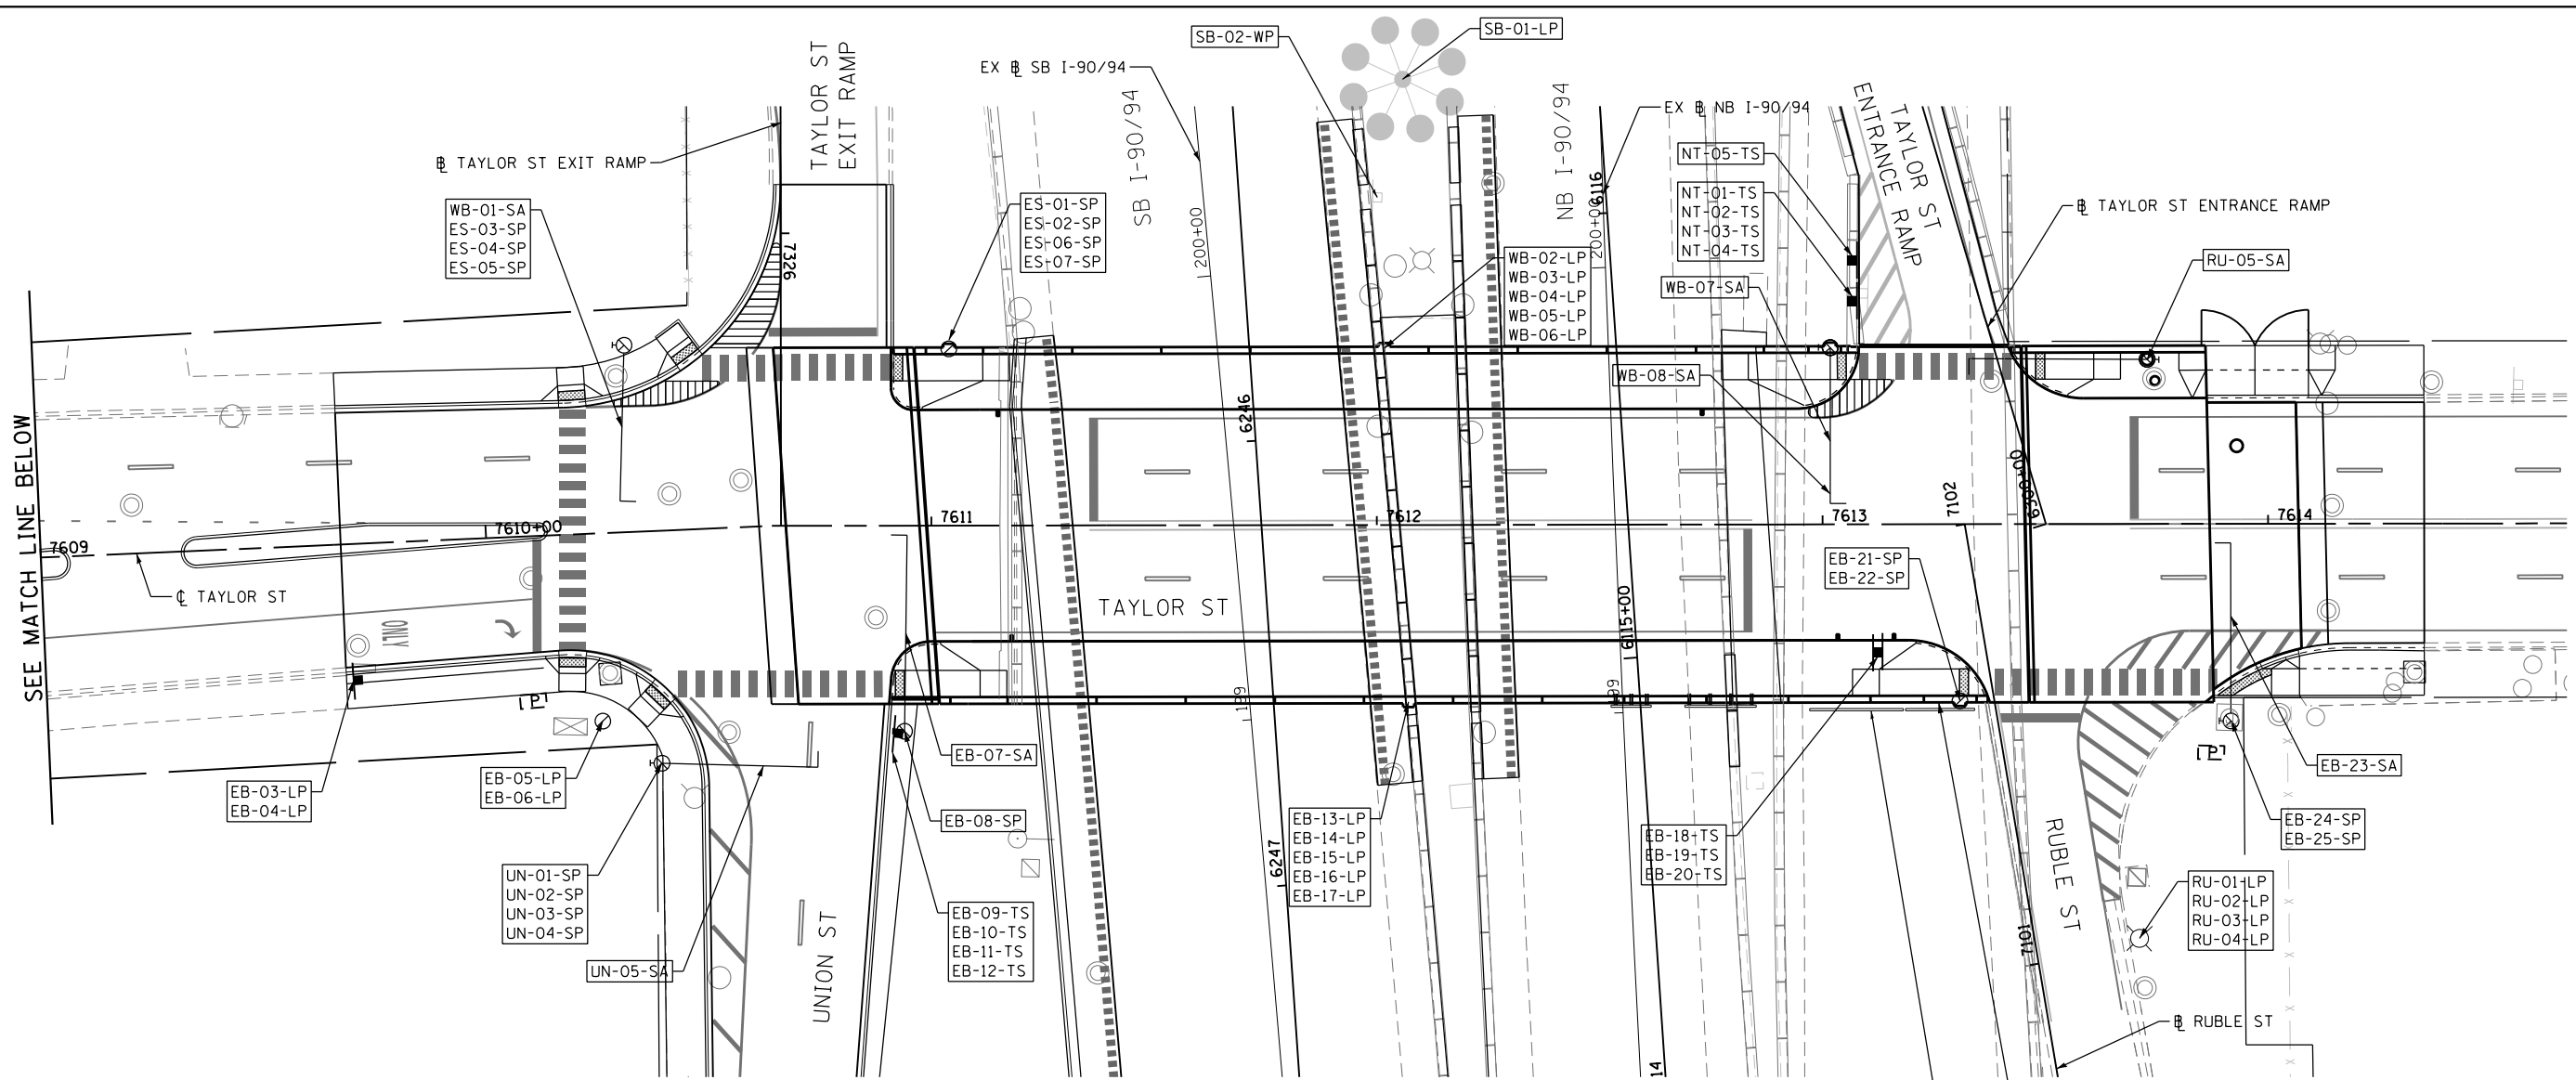 SB-02-WP
SB-01-LP
TAYLOR ST
EXIT RAMP
EX ℄ SB I-90/94
SB I-90/94
NB I-90/94
EX ℄ NB I-90/94
TAYLOR ST
ENTRANCE RAMP
℄ TAYLOR ST EXIT RAMP
NT-05-TS
NT-01-TS
NT-02-TS
NT-03-TS
NT-04-TS
WB-01-SA
ES-03-SP
ES-04-SP
ES-05-SP
ES-01-SP
ES-02-SP
ES-06-SP
ES-07-SP
℄ TAYLOR ST ENTRANCE RAMP
7326
200+00
6116
200+00
WB-02-LP
WB-03-LP
WB-04-LP
WB-05-LP
WB-06-LP
WB-07-SA
RU-05-SA
WB-08-SA
6246
SEE MATCH LINE BELOW
7609
7610+00
7611
7612
7613
7102
7614
℄ TAYLOR ST
ONLY
TAYLOR ST
EB-21-SP
EB-22-SP
6115+00
199
199
EB-03-LP
EB-04-LP
EB-05-LP
EB-06-LP
EB-07-SA
EB-08-SP
EB-23-SA
EB-24-SP
EB-25-SP
EB-13-LP
EB-14-LP
EB-15-LP
EB-16-LP
EB-17-LP
EB-18-TS
EB-19-TS
EB-20-TS
6247
RUBLE ST
UN-01-SP
UN-02-SP
UN-03-SP
UN-04-SP
RU-01-LP
RU-02-LP
RU-03-LP
RU-04-LP
EB-09-TS
EB-10-TS
EB-11-TS
EB-12-TS
UN-05-SA
UNION ST
7101
℄ RUBLE ST
14